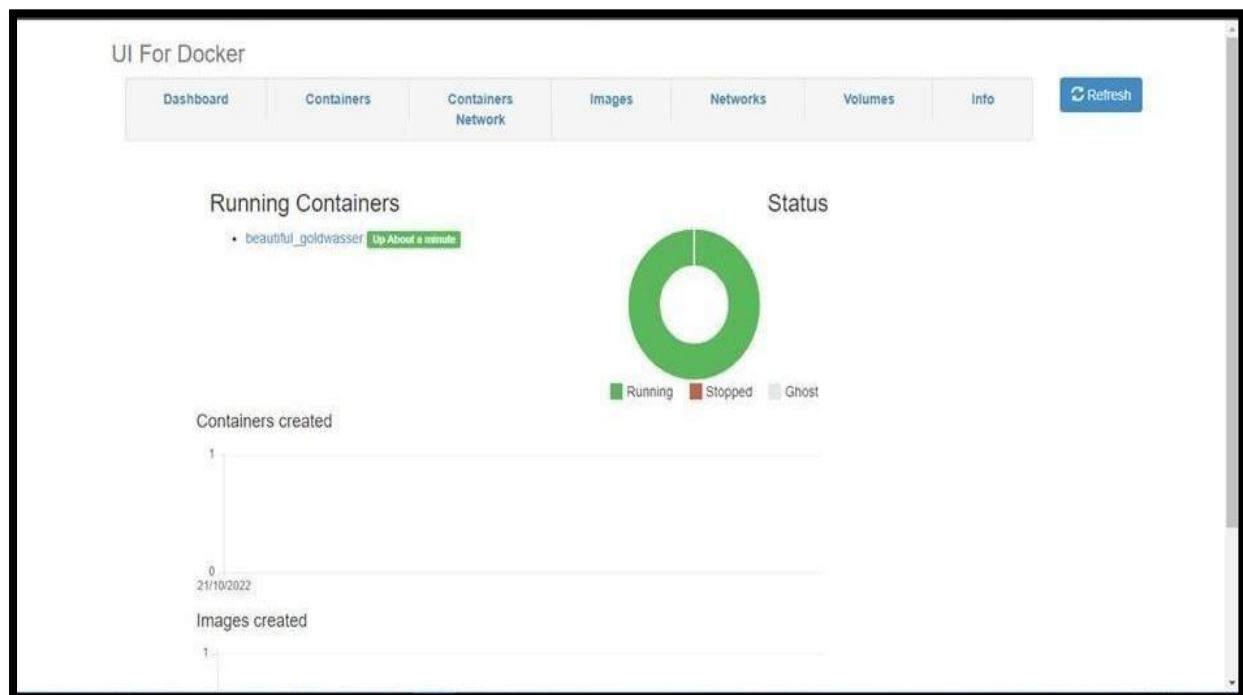 UI For Docker
Dashboard Containers Containers Network Images Networks Volumes Info Refresh
Running Containers
beautiful_goldwasser Up About a minute
Status
Running Stopped Ghost
Containers created
1
0
21/10/2022
Images created
1